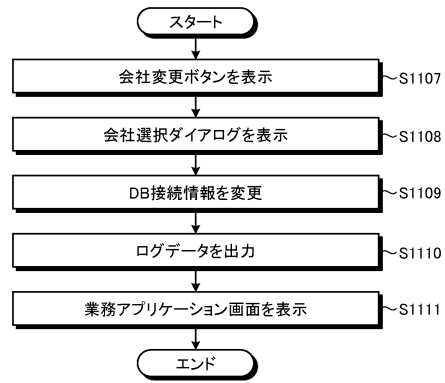 スタート
会社変更ボタンを表示 ~S1107
会社選択ダイアログを表示 ~S1108
DB接続情報を変更 ~S1109
ログデータを出力 ~S1110
業務アプリケーション画面を表示 ~S1111
エンド